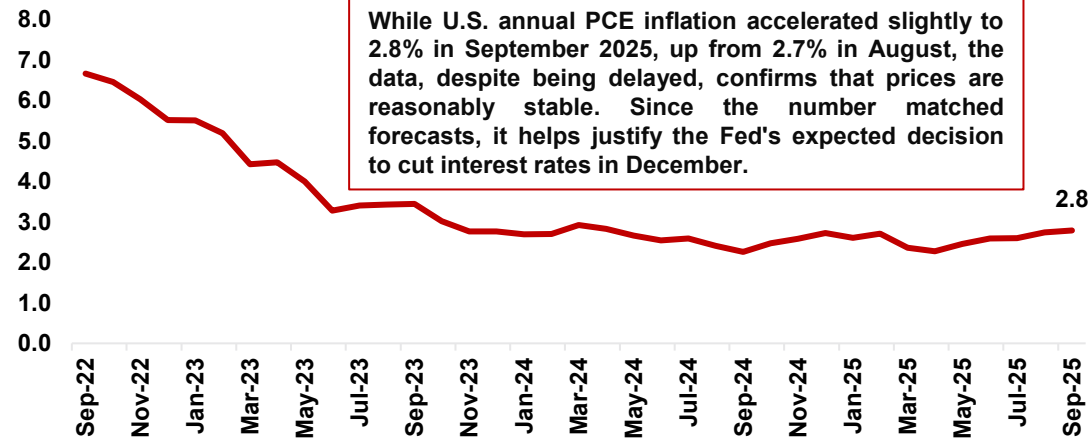 While U.S. annual PCE inflation accelerated slightly to
2.8% in September 2025, up from 2.7% in August, the
data, despite being delayed, confirms that prices are
reasonably stable. Since the number matched
forecasts, it helps justify the Fed's expected decision
to cut interest rates in December.
8.0
7.0
6.0
5.0
4.0
3.0
2.0
1.0
0.0
2.8
Sep-22
Nov-22
Jan-23
Mar-23
May-23
Jul-23
Sep-23
Nov-23
Jan-24
Mar-24
May-24
Jul-24
Sep-24
Nov-24
Jan-25
Mar-25
May-25
Jul-25
Sep-25